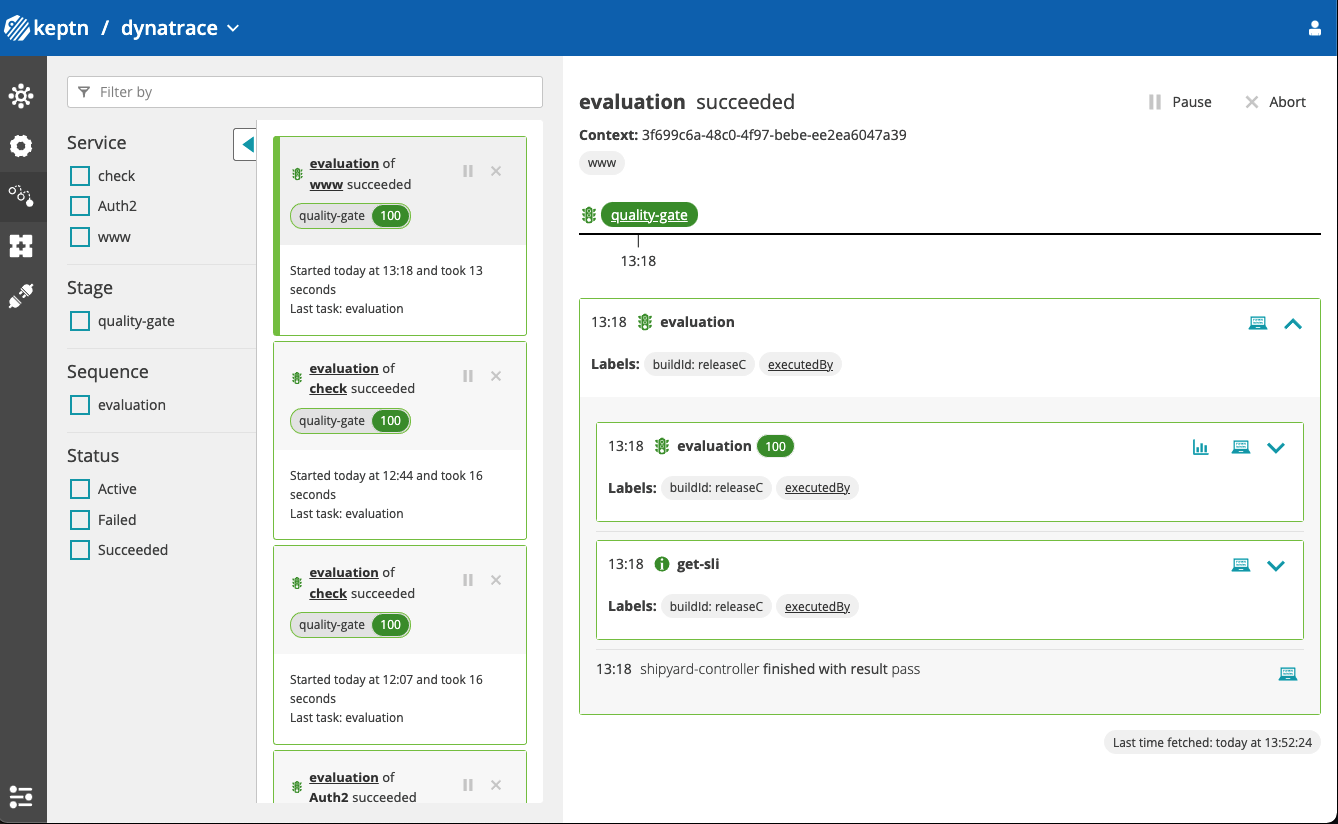 keptn / dynatrace
Filter by
Service
check
Auth2
www
Stage
quality-gate
Sequence
evaluation
Status
Active
Failed
Succeeded
evaluation of
www succeeded
quality-gate 100
Started today at 13:18 and took 13
seconds
Last task: evaluation
evaluation of
check succeeded
quality-gate 100
Started today at 12:44 and took 16
seconds
Last task: evaluation
evaluation of
check succeeded
quality-gate 100
Started today at 12:07 and took 16
seconds
Last task: evaluation
evaluation of
Auth2 succeeded
evaluation succeeded
Pause
Abort
Context: 3f699c6a-48c0-4f97-bebe-ee2ea6047a39
www
quality-gate
13:18
13:18 evaluation
Labels: buildId: releaseC executedBy
13:18 evaluation 100
Labels: buildId: releaseC executedBy
13:18 get-sli
Labels: buildId: releaseC executedBy
13:18 shipyard-controller finished with result pass
Last time fetched: today at 13:52:24